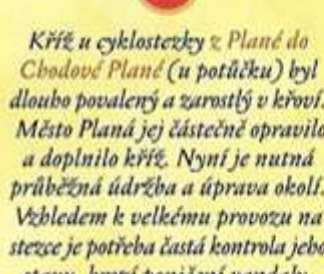 Kříž u cyklostezky z Plané do
Chodové Plané (u potůčku) byl
dlouho povalený a zarostlý v křoví.
Město Planá jej částečně opravilo
a doplnilo kříž. Nyní je nutná
průběžná údržba a úprava okolí.
Vzhledem k velkému provozu na
stezce je potřeba častá kontrola jeho